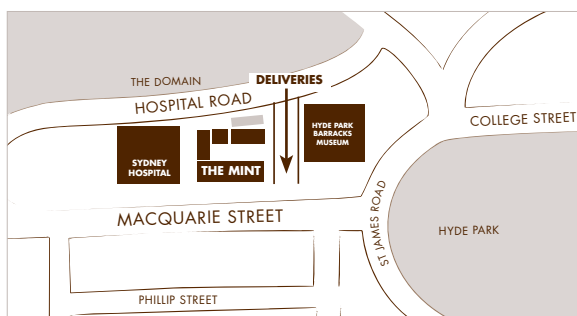 THE DOMAIN
DELIVERIES
HOSPITAL ROAD
COLLEGE STREET
HYDE PARK
BARRACKS
MUSEUM
SYDNEY
HOSPITAL
THE MINT
MACQUARIE STREET
ST JAMES ROAD
HYDE PARK
PHILLIP STREET